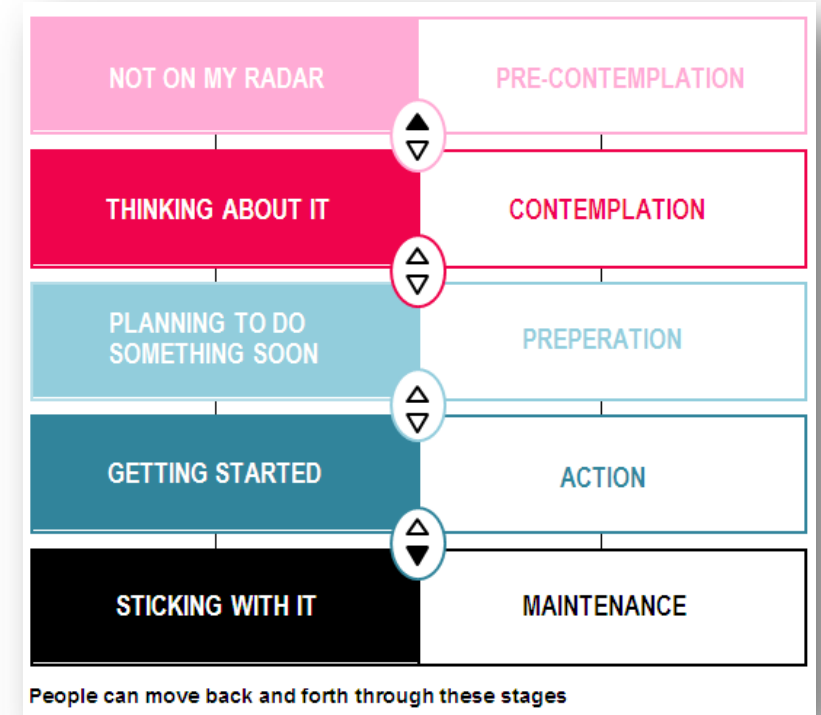 NOT ON MY RADAR
PRE-CONTEMPLATION
THINKING ABOUT IT
CONTEMPLATION
PLANNING TO DO
SOMETHING SOON
PREPERATION
GETTING STARTED
ACTION
STICKING WITH IT
MAINTENANCE
People can move back and forth through these stages